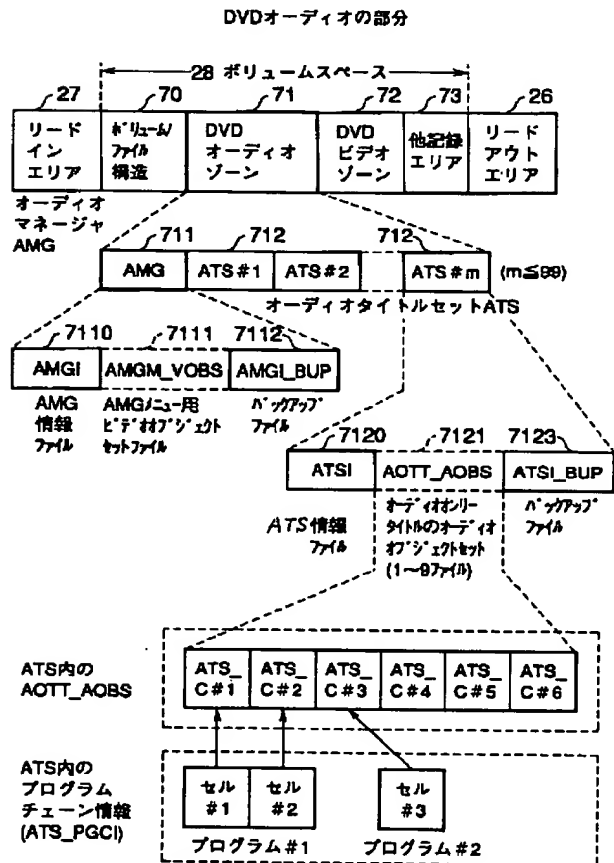 DVDオーディオの部分
28 ボリュームスペース
27 70 71 72 73 26
リード
イン
エリア
ボリューム/
ファイル
構造
DVD
オーディオ
ゾーン
DVD
ビデオ
ゾーン
他記録
エリア
リード
アウト
エリア
オーディオ
マネージャ
AMG
711 712 712
AMG ATS#1 ATS#2 ATS#m (m≦99)
オーディオタイトルセットATS
7110 7111 7112
AMGI AMGM_VOBS AMGI_BUP
AMG
情報
ファイル
AMGメニュー用
ビデオオブジェクト
セットファイル
バックアップ
ファイル
7120 7121 7123
ATSI AOTT_AOBS ATSI_BUP
ATS情報
ファイル
オーディオオンリー
タイトルのオーディオ
オブジェクトセット
(1〜9ファイル)
バックアップ
ファイル
ATS内の
AOTT_AOBS
ATS_
C#1
ATS_
C#2
ATS_
C#3
ATS_
C#4
ATS_
C#5
ATS_
C#6
ATS内の
プログラム
チェーン情報
(ATS_PGCI)
セル
#1
セル
#2
セル
#3
プログラム#1 プログラム#2